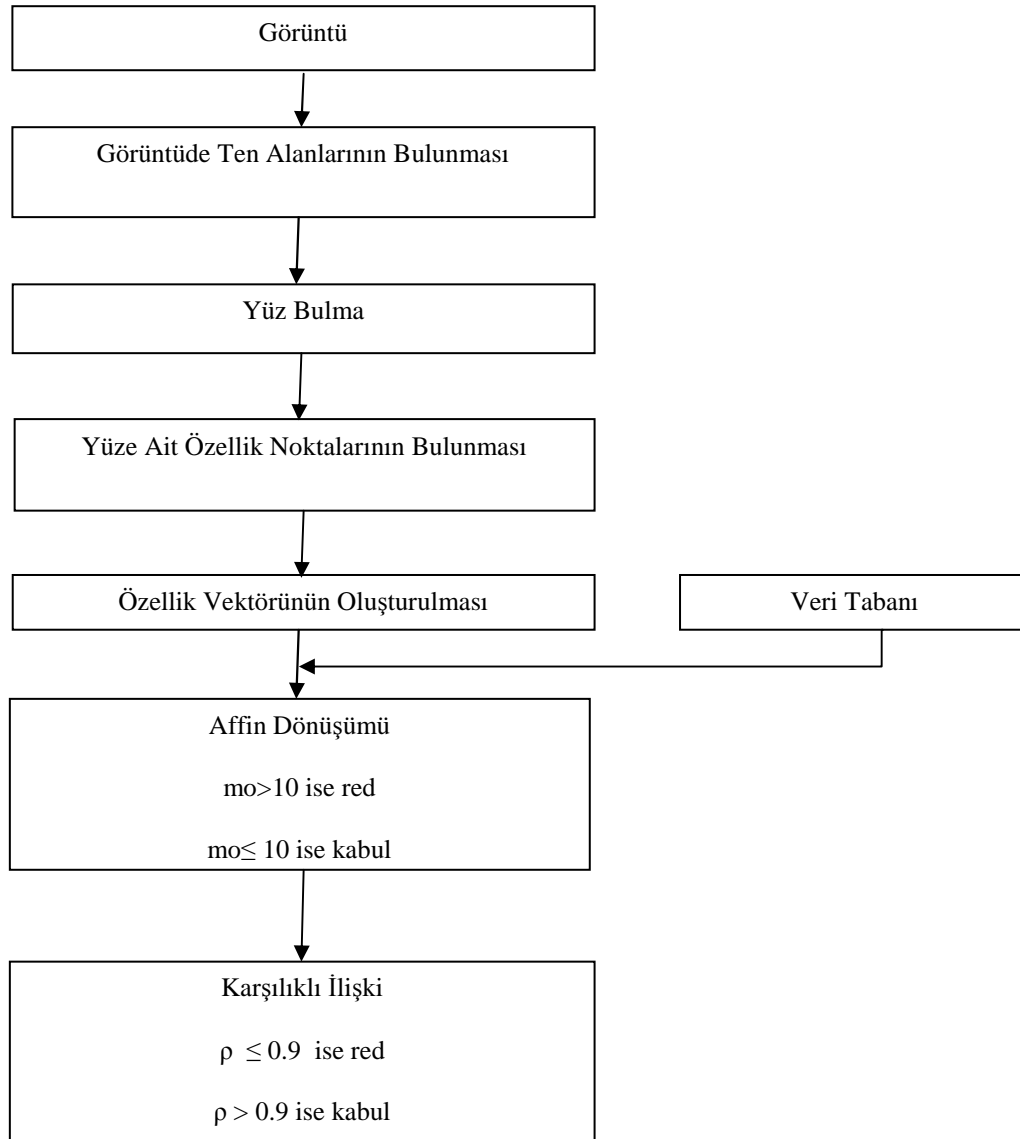 Görüntü
Görüntüde Ten Alanlarının Bulunması
Yüz Bulma
Yüze Ait Özellik Noktalarının Bulunması
Özellik Vektörünün Oluşturulması
Veri Tabanı
Affin Dönüşümü
mo>10 ise red
mo≤ 10 ise kabul
Karşılıklı İlişki
ρ ≤ 0.9 ise red
ρ > 0.9 ise kabul